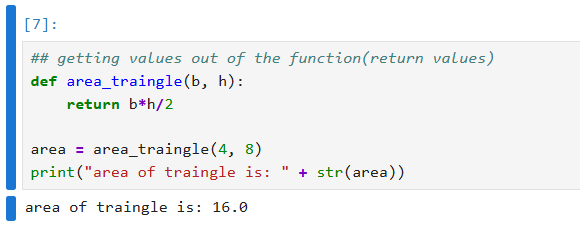 [7]:
## getting values out of the function(return values)
def area_traingle(b, h):
    return b*h/2
area = area_traingle(4, 8)
print("area of traingle is: " + str(area))
area of traingle is: 16.0